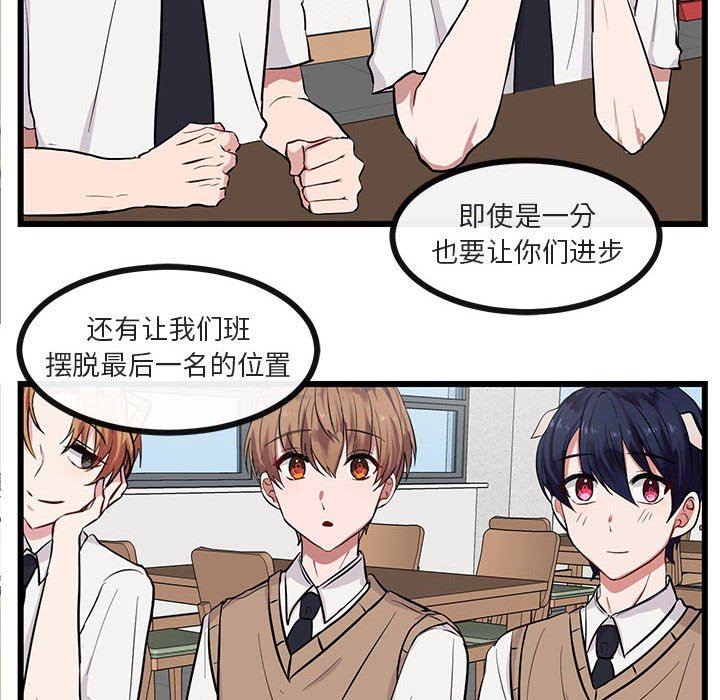 即使是一分
也要让你们进步
还有让我们班
摆脱最后一名的位置